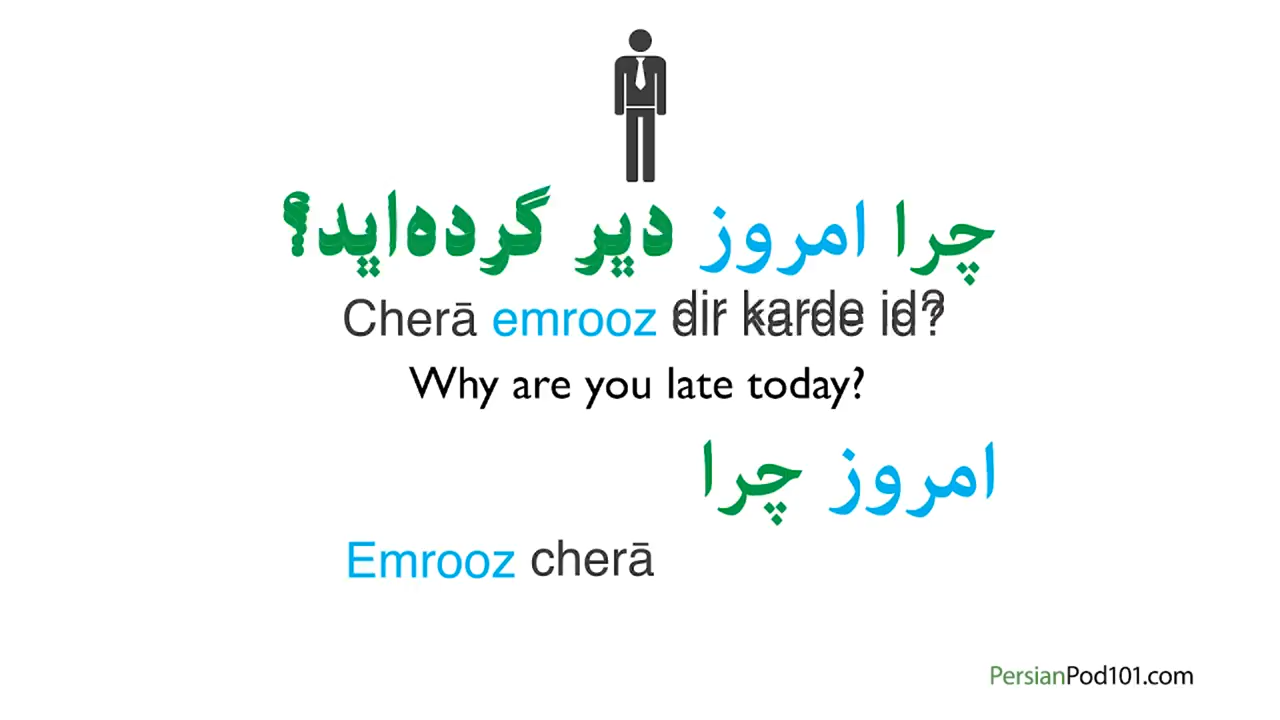 چرا امروز دیر کرده‌اید؟
Cherā emrooz dir karde id?
Why are you late today?
امروز چرا
Emrooz cherā
PersianPod101.com